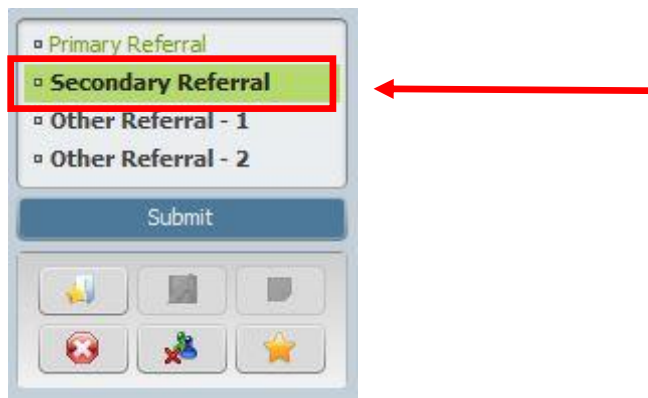 Primary Referral
Secondary Referral
Other Referral - 1
Other Referral - 2
Submit